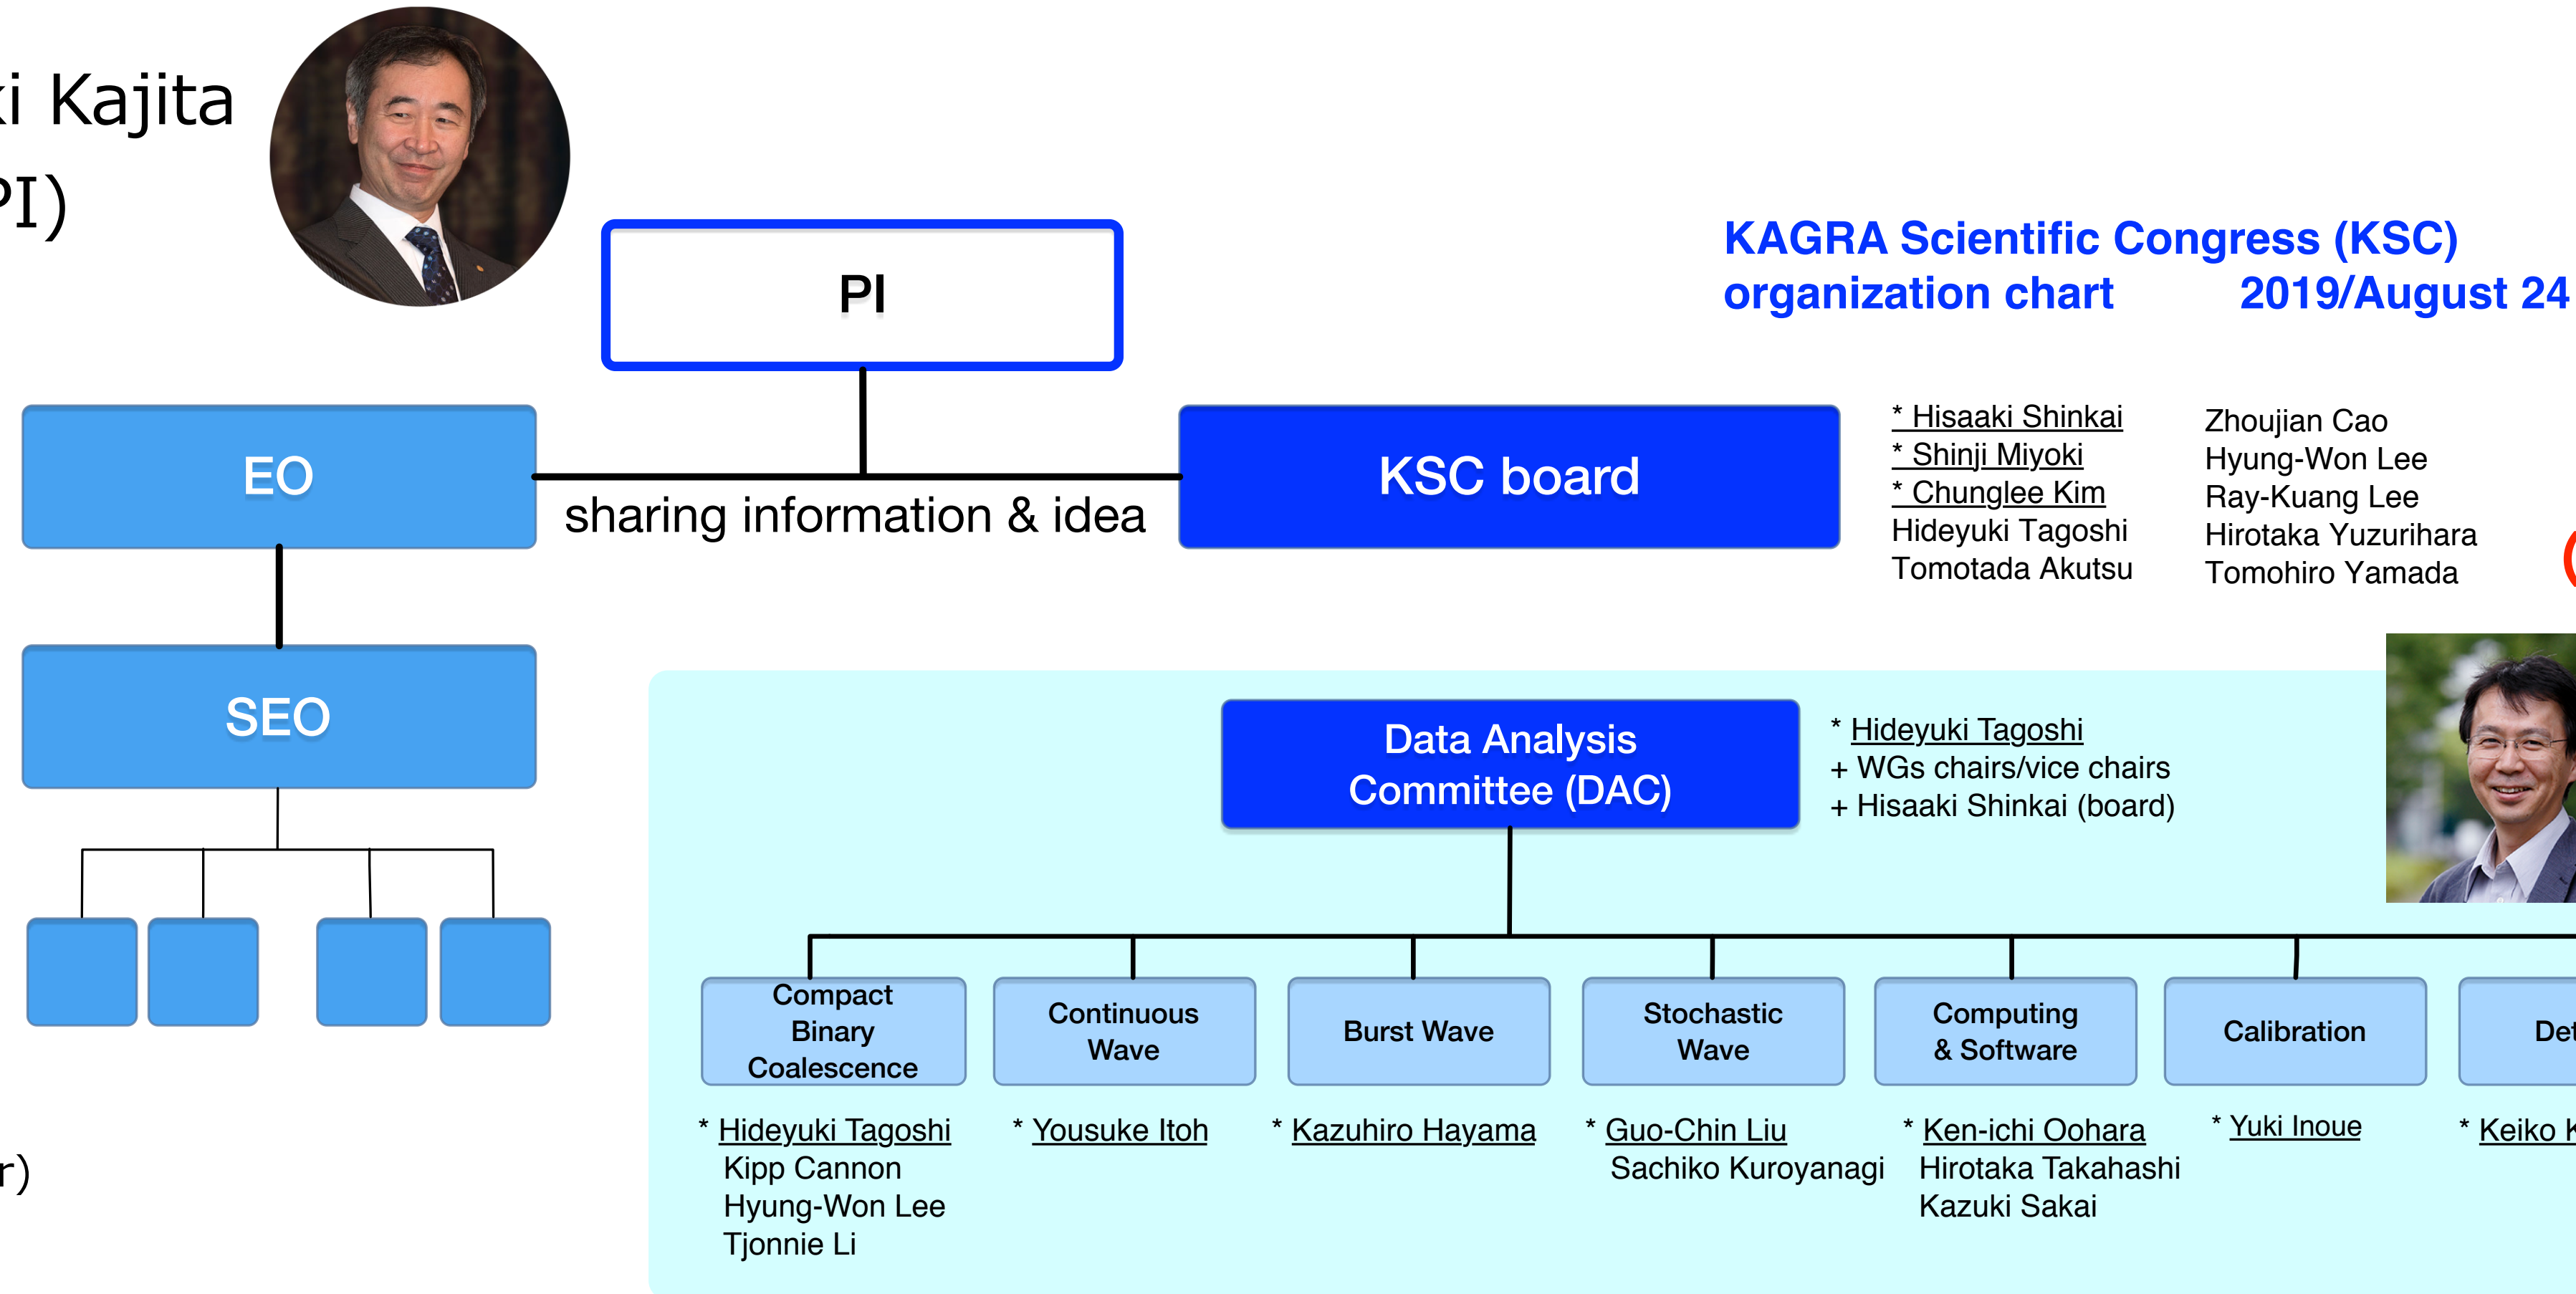 ki Kajita
PI)
PI
KAGRA Scientific Congress (KSC)
organization chart 2019/August 24
EO
sharing information & idea
KSC board
* Hisaaki Shinkai
* Shinji Miyoki
* Chunglee Kim
Hideyuki Tagoshi
Tomotada Akutsu
Zhoujian Cao
Hyung-Won Lee
Ray-Kuang Lee
Hirotaka Yuzurihara
Tomohiro Yamada
SEO
Data Analysis
Committee (DAC)
* Hideyuki Tagoshi
+ WGs chairs/vice chairs
+ Hisaaki Shinkai (board)
Compact
Binary
Coalescence
Continuous
Wave
Burst Wave
Stochastic
Wave
Computing
& Software
Calibration
Det
* Hideyuki Tagoshi
Kipp Cannon
Hyung-Won Lee
Tjonnie Li
* Yousuke Itoh
* Kazuhiro Hayama
* Guo-Chin Liu
Sachiko Kuroyanagi
* Ken-ichi Oohara
Hirotaka Takahashi
Kazuki Sakai
* Yuki Inoue
* Keiko K
r)